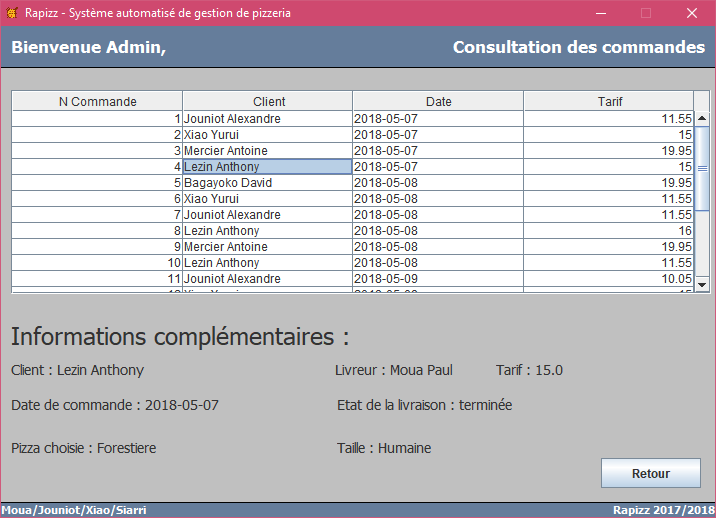 Rapizz - Système automatisé de gestion de pizzeria
Bienvenue Admin, Consultation des commandes
N Commande Client Date Tarif
1 Jouniot Alexandre 2018-05-07 11.55
2 Xiao Yurui 2018-05-07 15
3 Mercier Antoine 2018-05-07 19.95
4 Lezin Anthony 2018-05-07 15
5 Bagayoko David 2018-05-08 19.95
6 Xiao Yurui 2018-05-08 11.55
7 Jouniot Alexandre 2018-05-08 11.55
8 Lezin Anthony 2018-05-08 16
9 Mercier Antoine 2018-05-08 19.95
10 Lezin Anthony 2018-05-08 11.55
11 Jouniot Alexandre 2018-05-09 10.05
Informations complémentaires :
Client : Lezin Anthony Livreur : Moua Paul Tarif : 15.0
Date de commande : 2018-05-07 Etat de la livraison : terminée
Pizza choisie : Forestiere Taille : Humaine
Retour
Moua/Jouniot/Xiao/Siarri Rapizz 2017/2018